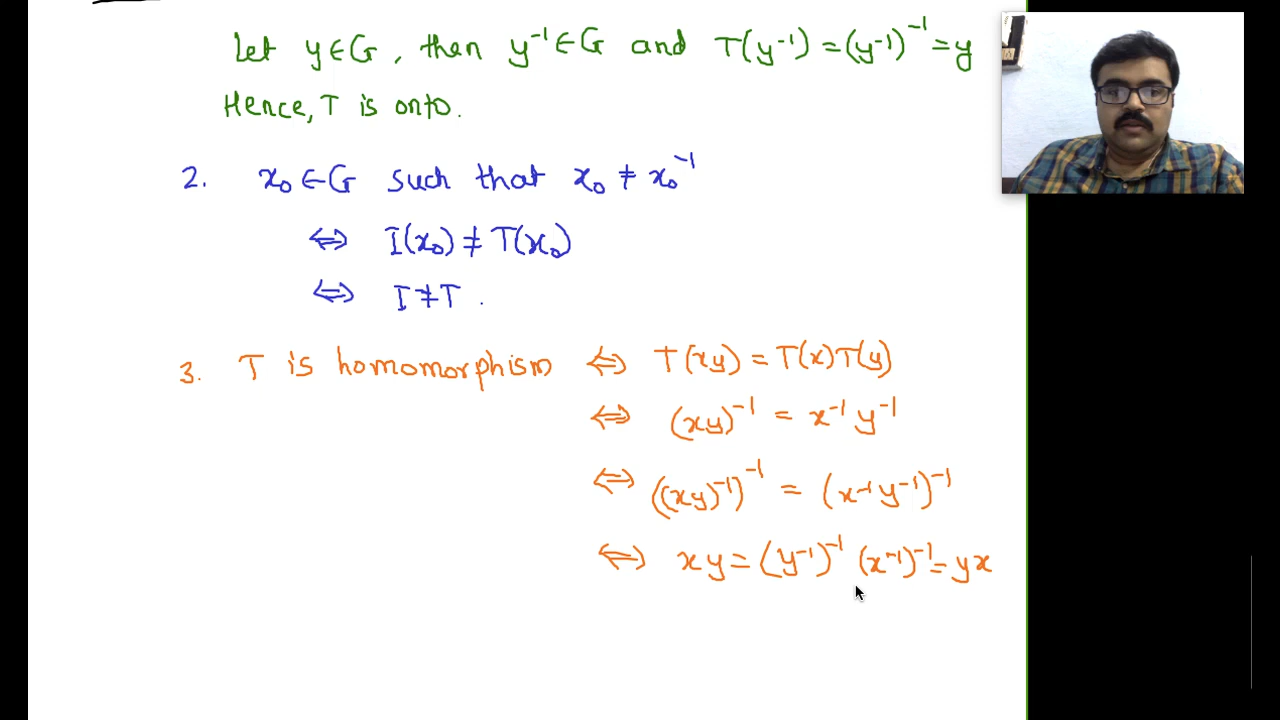 Let y∈G, then y⁻¹∈G and T(y⁻¹) = (y⁻¹)⁻¹ = y
Hence, T is onto.
2. x₀∈G such that x₀ ≠ x₀⁻¹
⇔ I(x₀) ≠ T(x₀)
⇔ I≠T.
3. T is homomorphism ⇔ T(xy) = T(x)T(y)
⇔ (xy)⁻¹ = x⁻¹ y⁻¹
⇔ ((xy)⁻¹)⁻¹ = (x⁻¹y⁻¹)⁻¹
⇔ xy = (y⁻¹)⁻¹ (x⁻¹)⁻¹ = yx